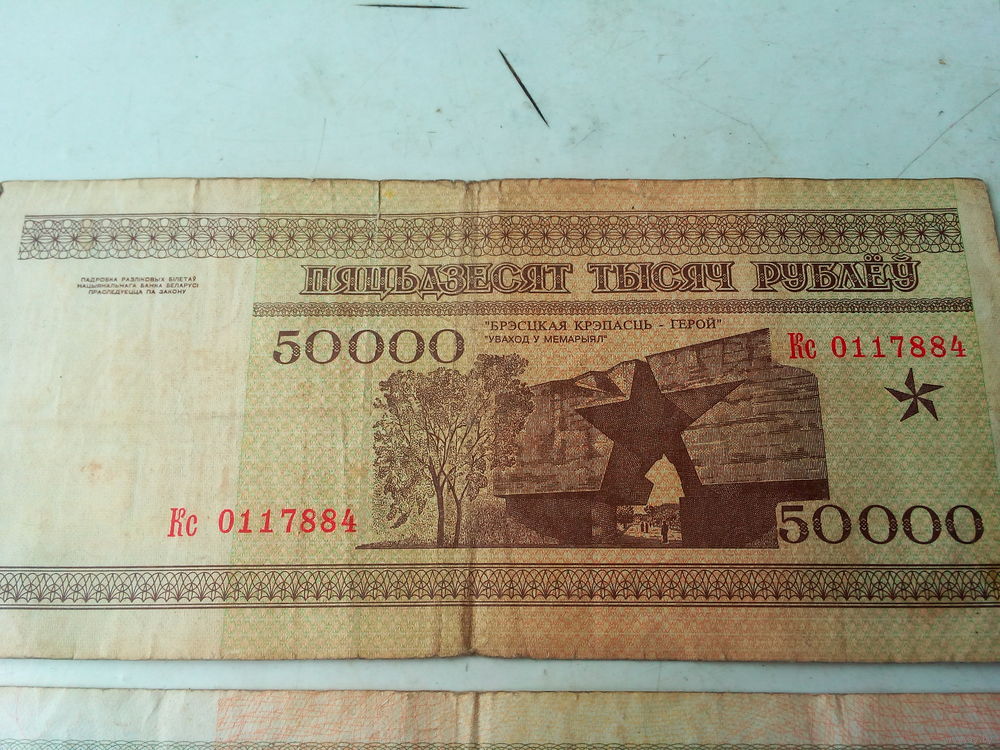 ПЯЦЬДЗЕСЯТ ТЫСЯЧ РУБЛЁЎ
ПАДРОБКА РАЗЛІКОВЫХ БІЛЕТАЎ
НАЦЫЯНАЛЬНАГА БАНКА БЕЛАРУСІ
ПРАСЛЕДУЕЦЦА ПА ЗАКОНУ
50000
"БРЭСЦКАЯ КРЭПАСЦЬ - ГЕРОЙ"
"УВАХОД У МЕМАРЫЯЛ"
Кс 0117884
Кс 0117884
50000